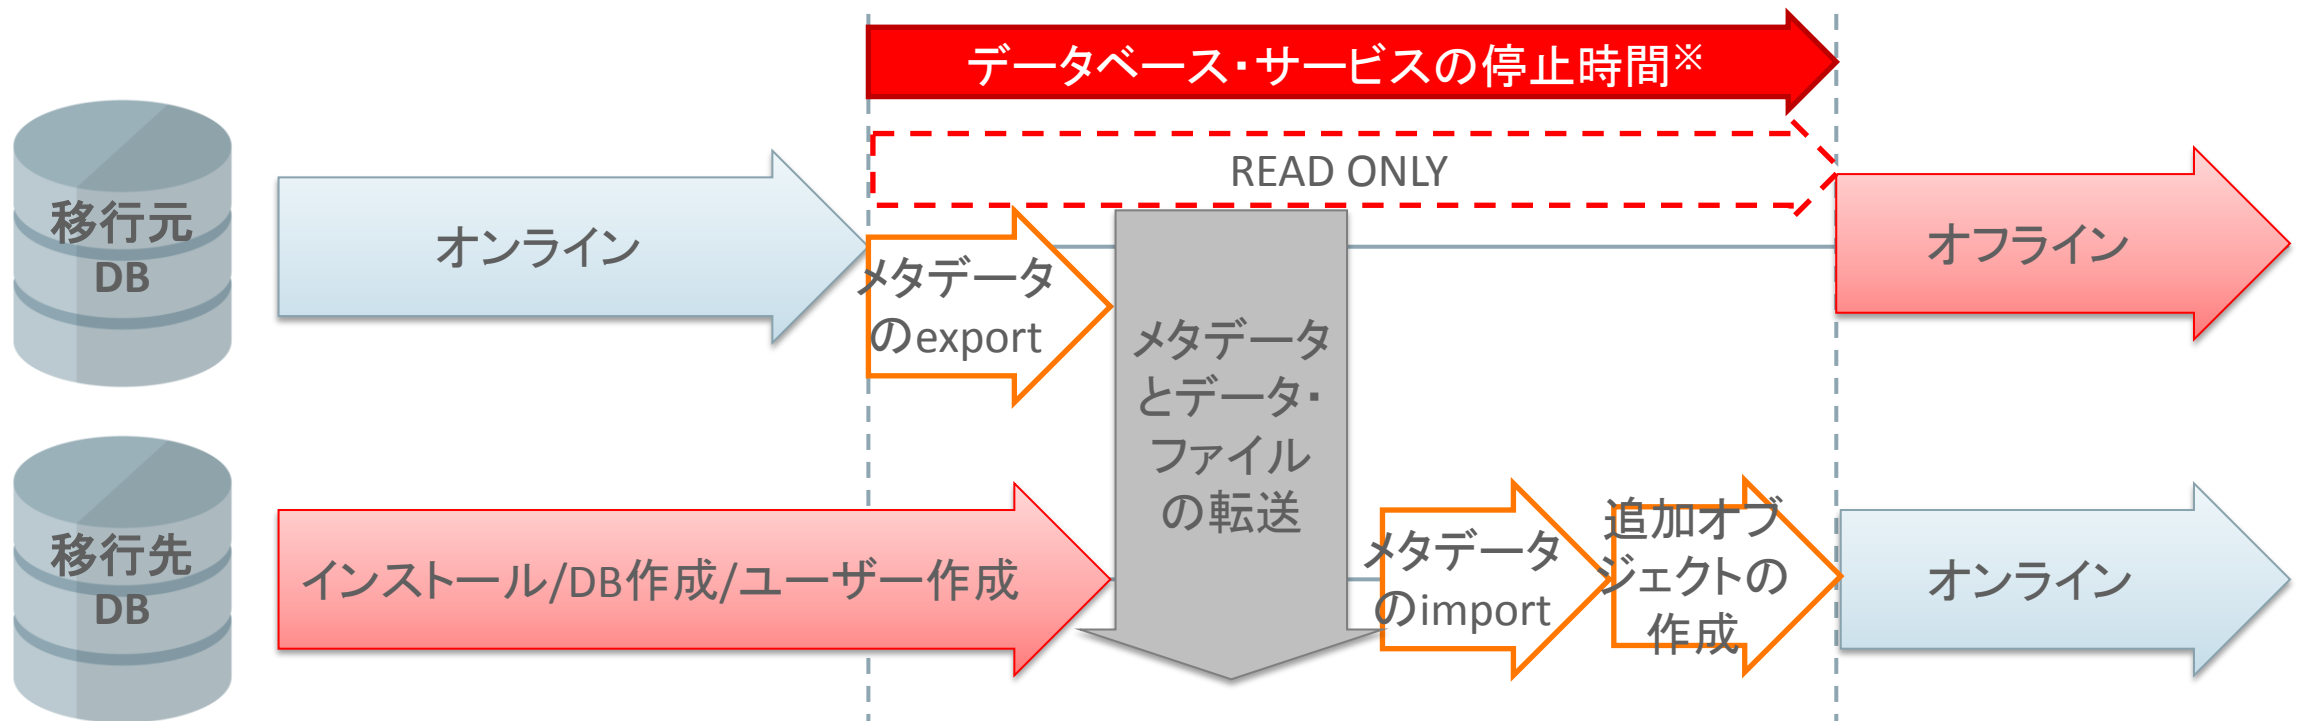 データベース・サービスの停止時間※
READ ONLY
移行元
DB
オンライン
メタデータ
のexport
オフライン
メタデータ
とデータ・
ファイル
の転送
移行先
DB
インストール/DB作成/ユーザー作成
メタデータ
のimport
追加オブ
ジェクトの
作成
オンライン